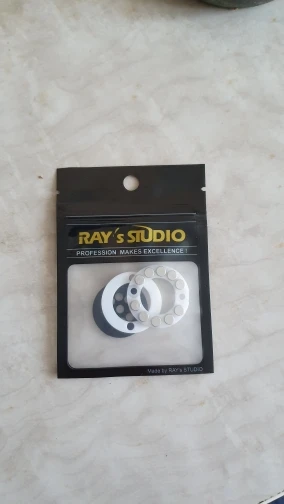 RAY's STUDIO
PROFESSION MAKES EXCELLENCE!
Made by RAY's STUDIO